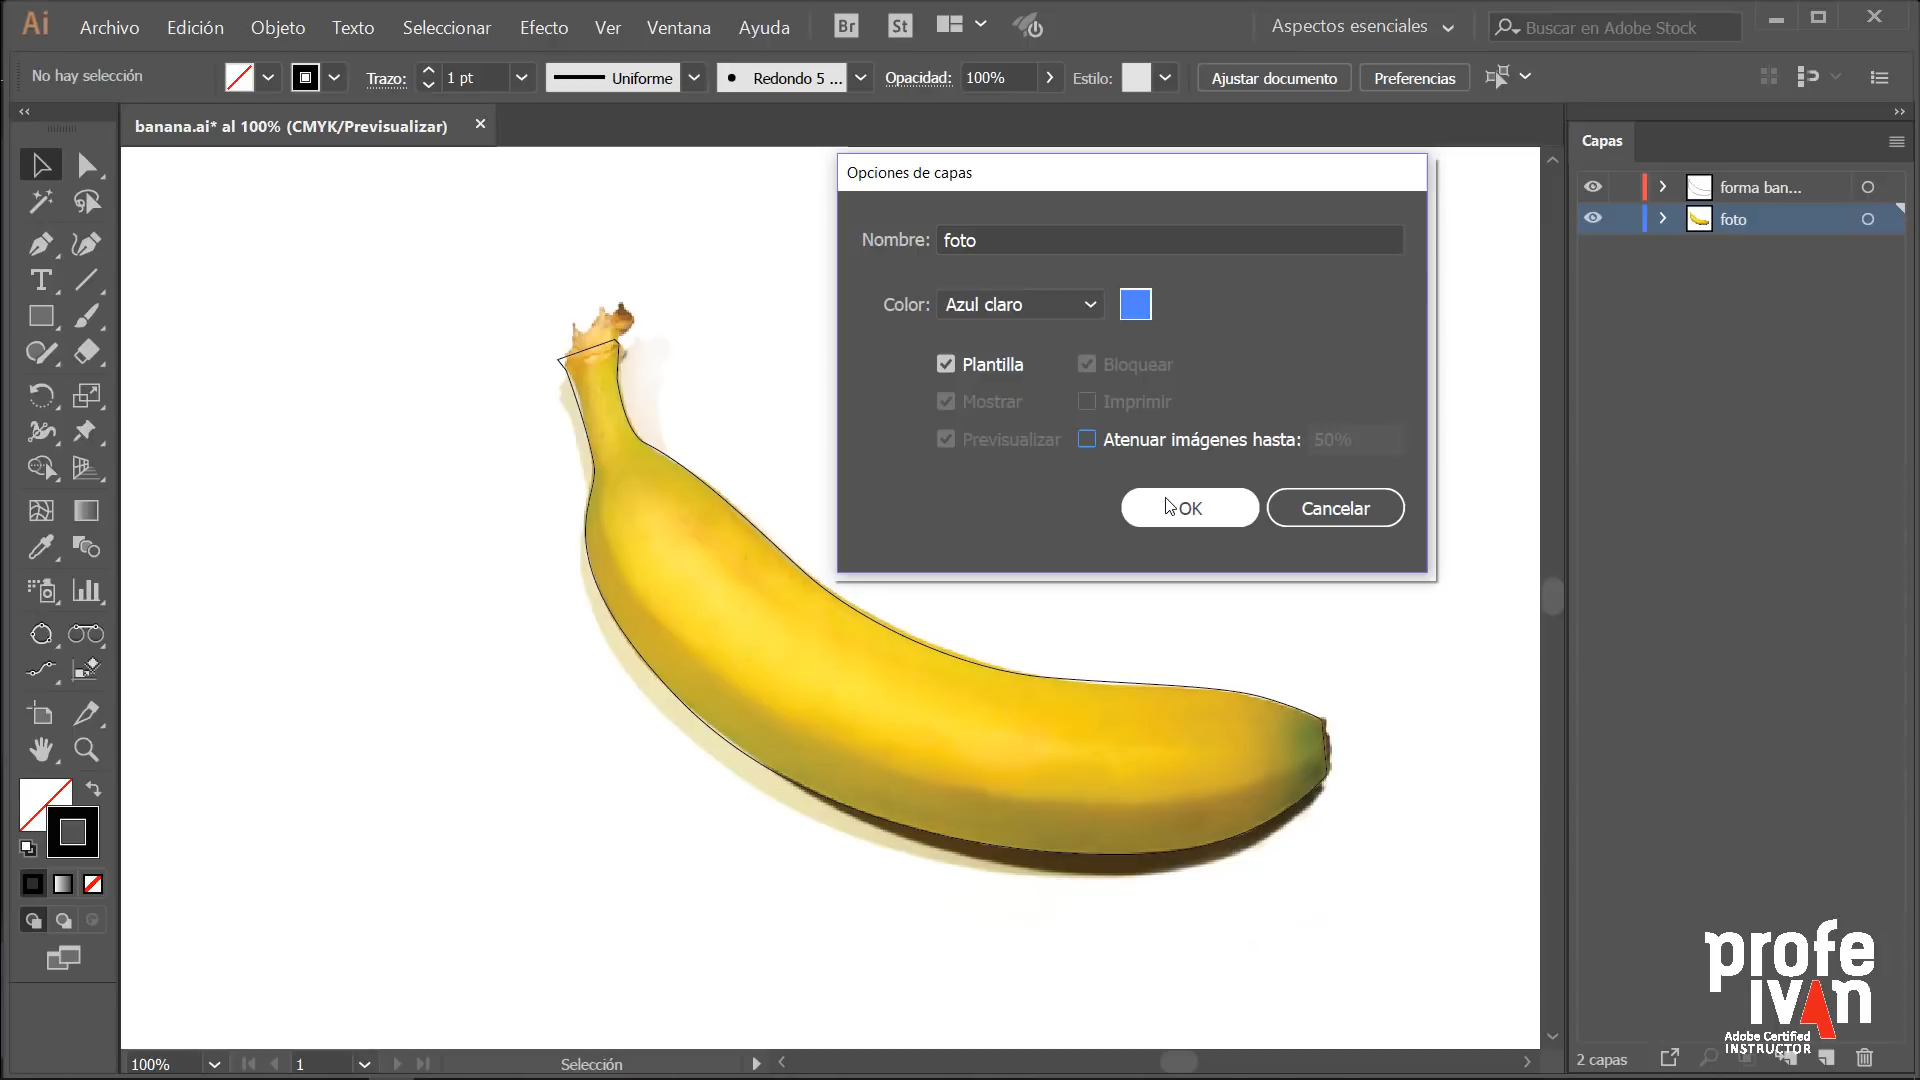 Ai Archivo Edición Objeto Texto Seleccionar Efecto Ver Ventana Ayuda Br St Aspectos esenciales Buscar en Adobe Stock
No hay selección Trazo: 1 pt Uniforme Redondo 5 ... Opacidad: 100% Estilo: Ajustar documento Preferencias
banana.ai* al 100% (CMYK/Previsualizar)
Capas
forma ban...
foto
Opciones de capas
Nombre: foto
Color: Azul claro
Plantilla Bloquear
Mostrar Imprimir
Previsualizar Atenuar imágenes hasta: 50%
OK Cancelar
T
profe
ivan
Adobe Certified
INSTRUCTOR
100% 1 Selección 2 capas